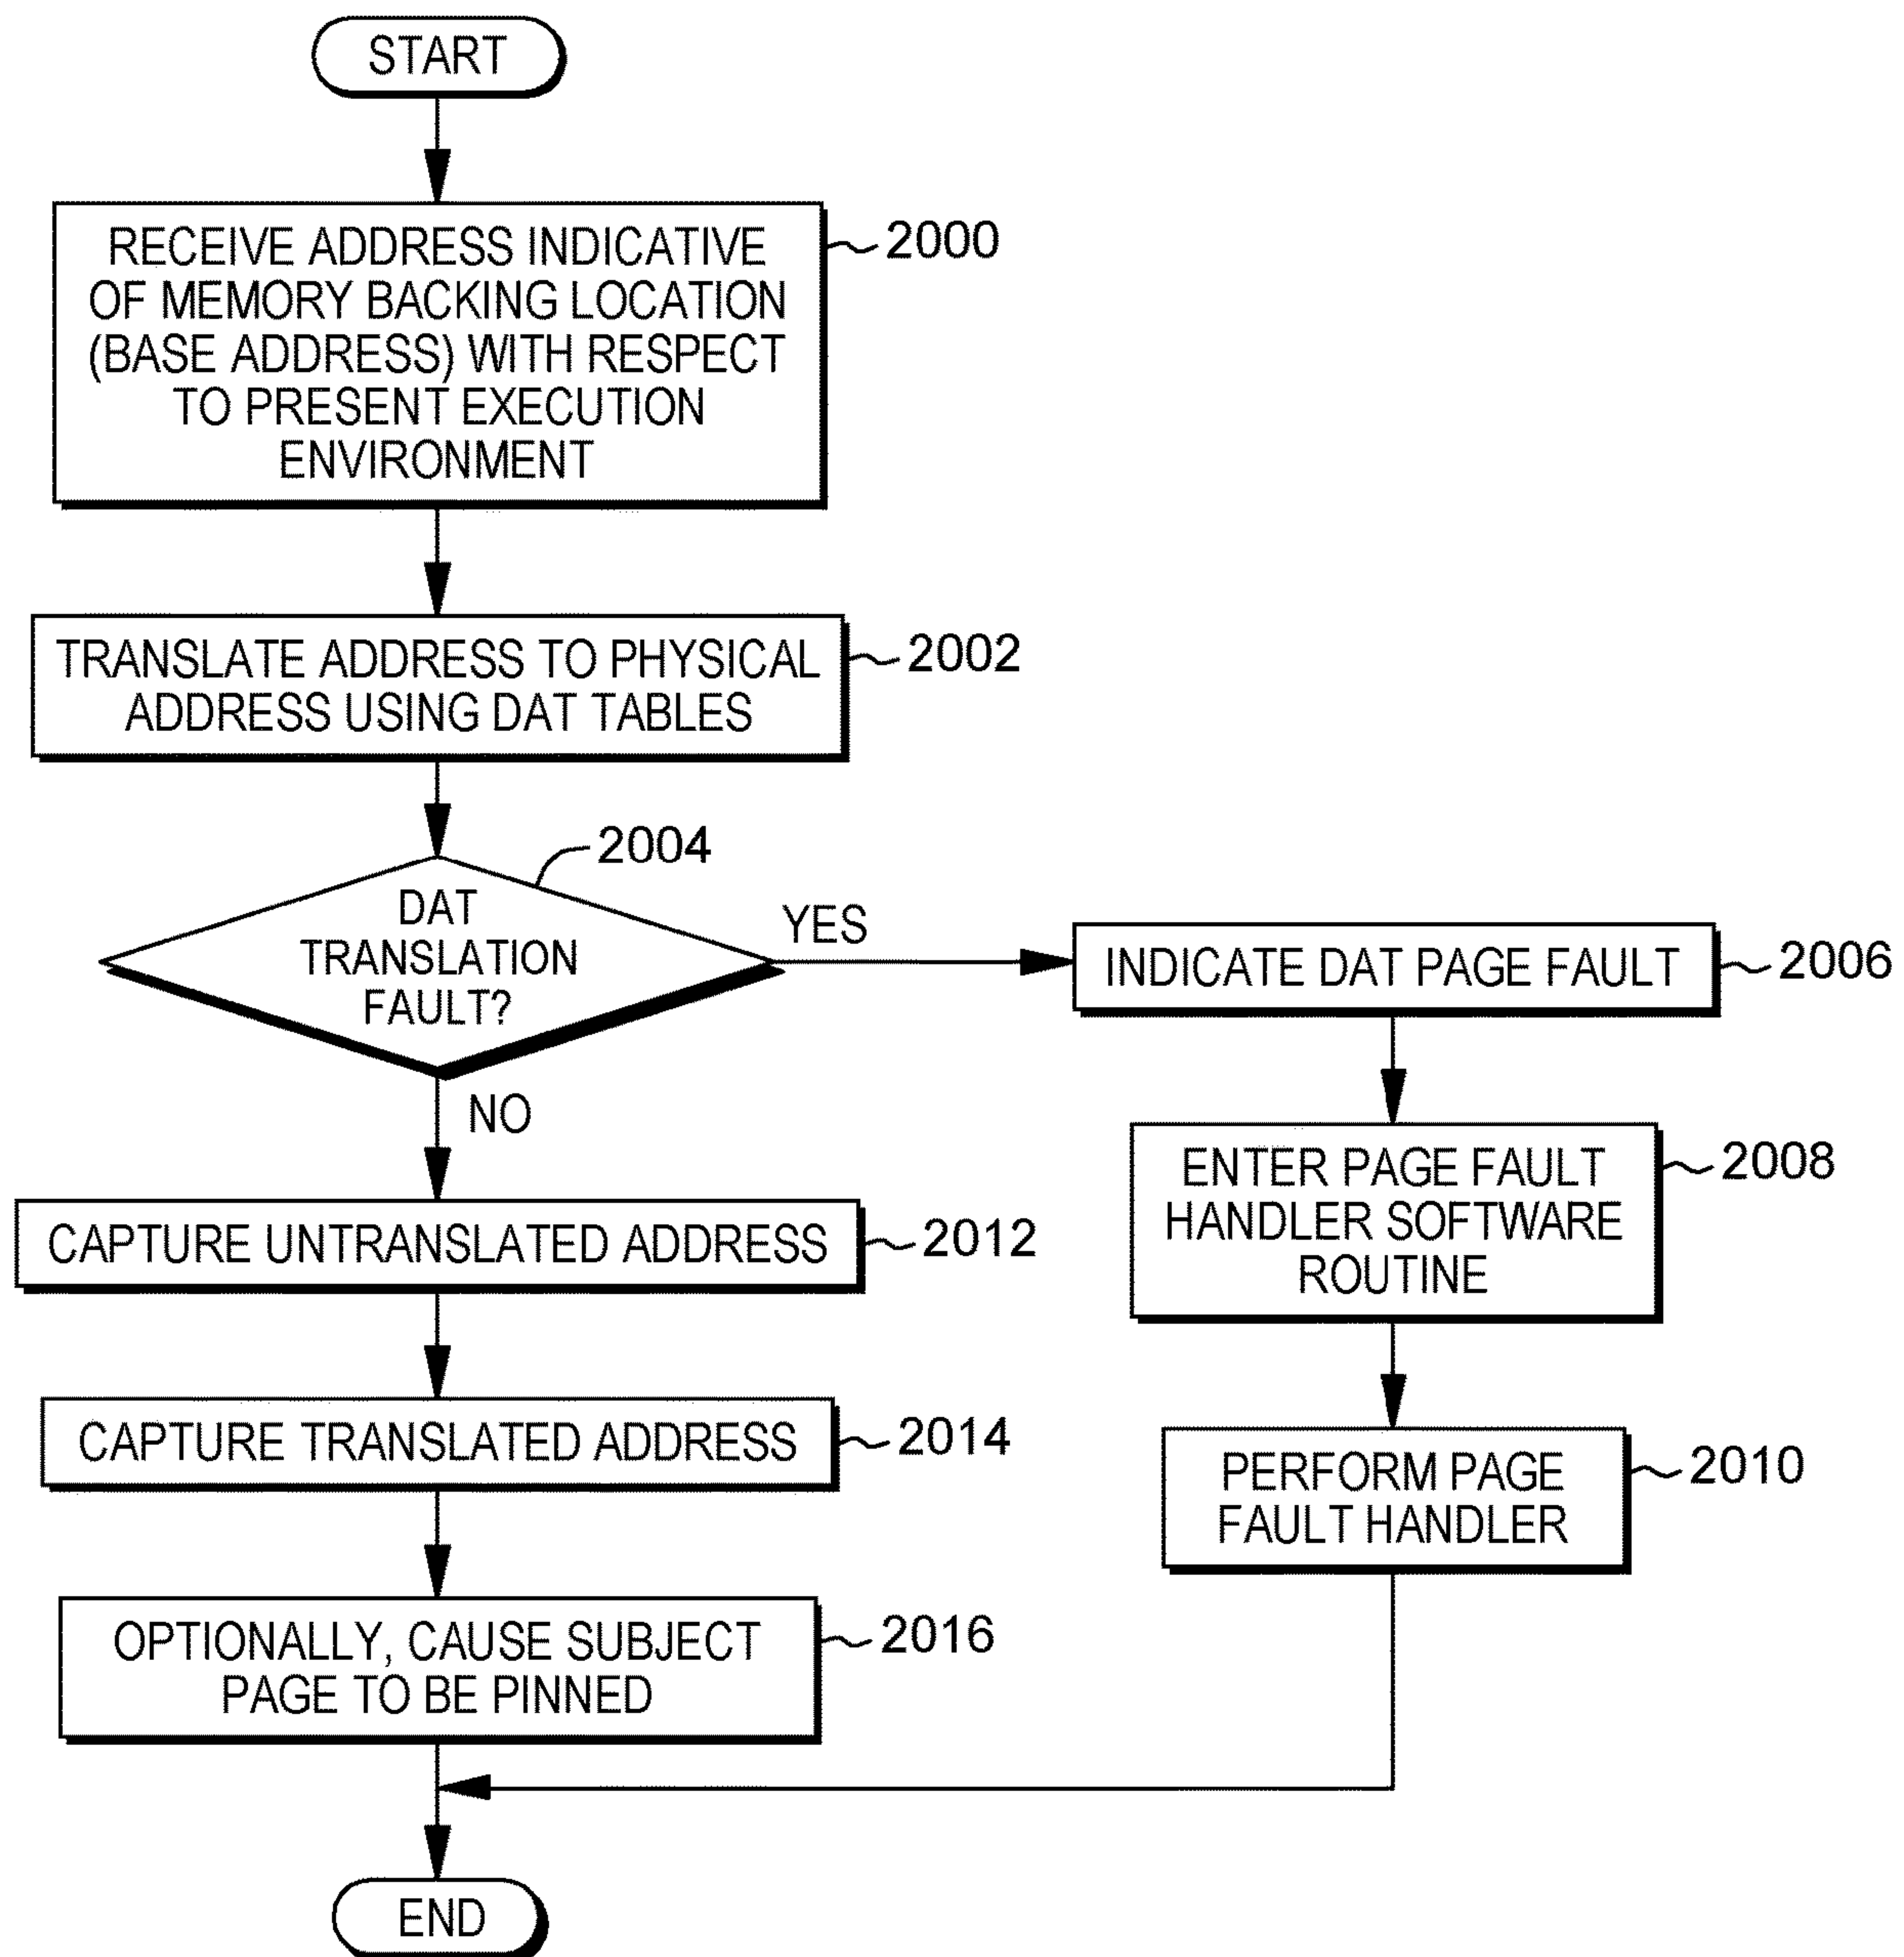 START
RECEIVE ADDRESS INDICATIVE
OF MEMORY BACKING LOCATION
(BASE ADDRESS) WITH RESPECT
TO PRESENT EXECUTION
ENVIRONMENT
2000
TRANSLATE ADDRESS TO PHYSICAL
ADDRESS USING DAT TABLES
2002
DAT
TRANSLATION
FAULT?
2004
YES
INDICATE DAT PAGE FAULT
2006
ENTER PAGE FAULT
HANDLER SOFTWARE
ROUTINE
2008
PERFORM PAGE
FAULT HANDLER
2010
NO
CAPTURE UNTRANSLATED ADDRESS
2012
CAPTURE TRANSLATED ADDRESS
2014
OPTIONALLY, CAUSE SUBJECT
PAGE TO BE PINNED
2016
END